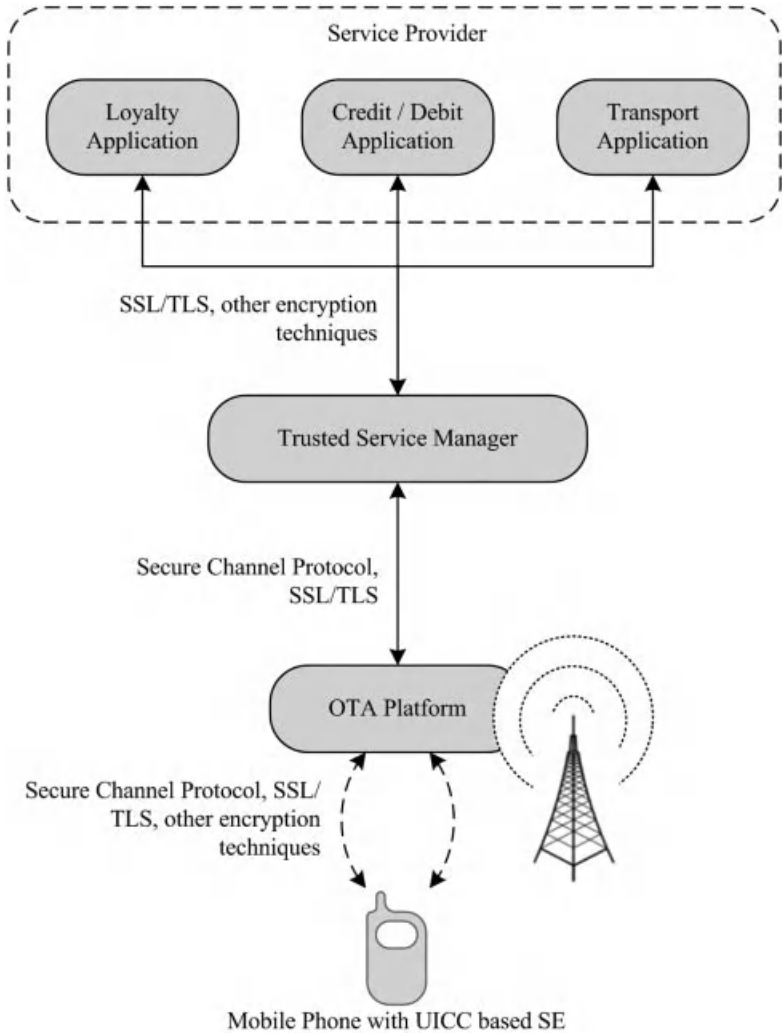 Service Provider
Loyalty
Application
Credit / Debit
Application
Transport
Application
SSL/TLS, other encryption
techniques
Trusted Service Manager
Secure Channel Protocol,
SSL/TLS
OTA Platform
Secure Channel Protocol, SSL/
TLS, other encryption
techniques
Mobile Phone with UICC based SE